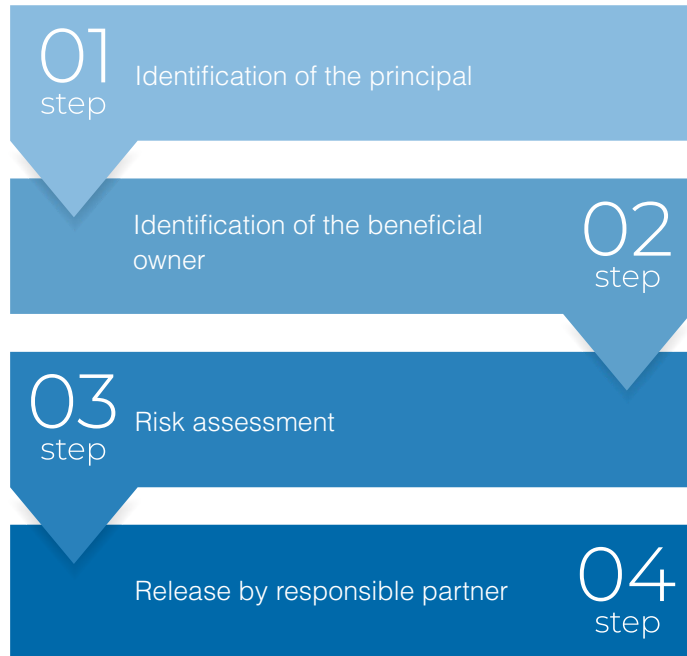 01
step
Identification of the principal
Identification of the beneficial
owner
02
step
03
step
Risk assessment
Release by responsible partner
04
step